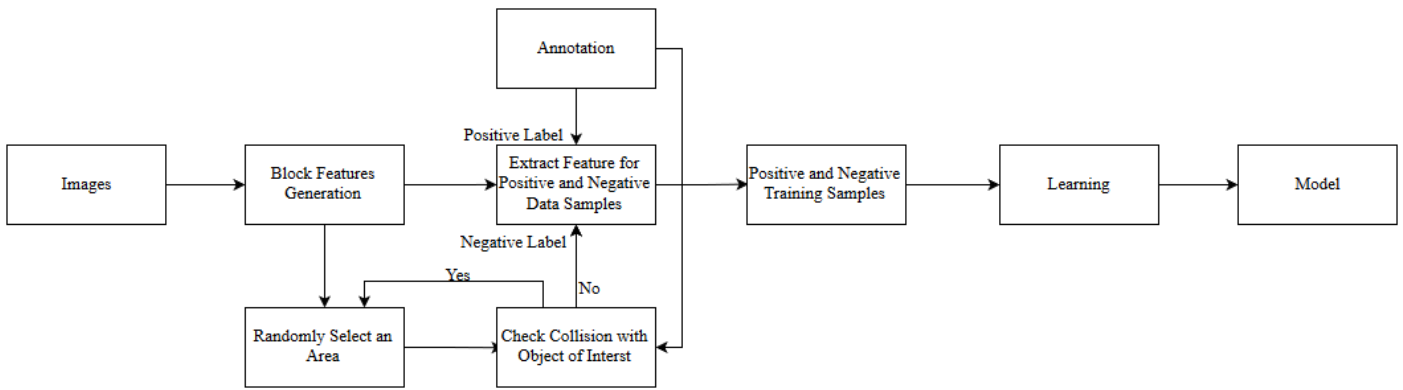 Annotation
Positive Label
Images
Block Features
Generation
Extract Feature for
Positive and Negative
Data Samples
Positive and Negative
Training Samples
Learning
Model
Negative Label
Yes
No
Randomly Select an
Area
Check Collision with
Object of Interst